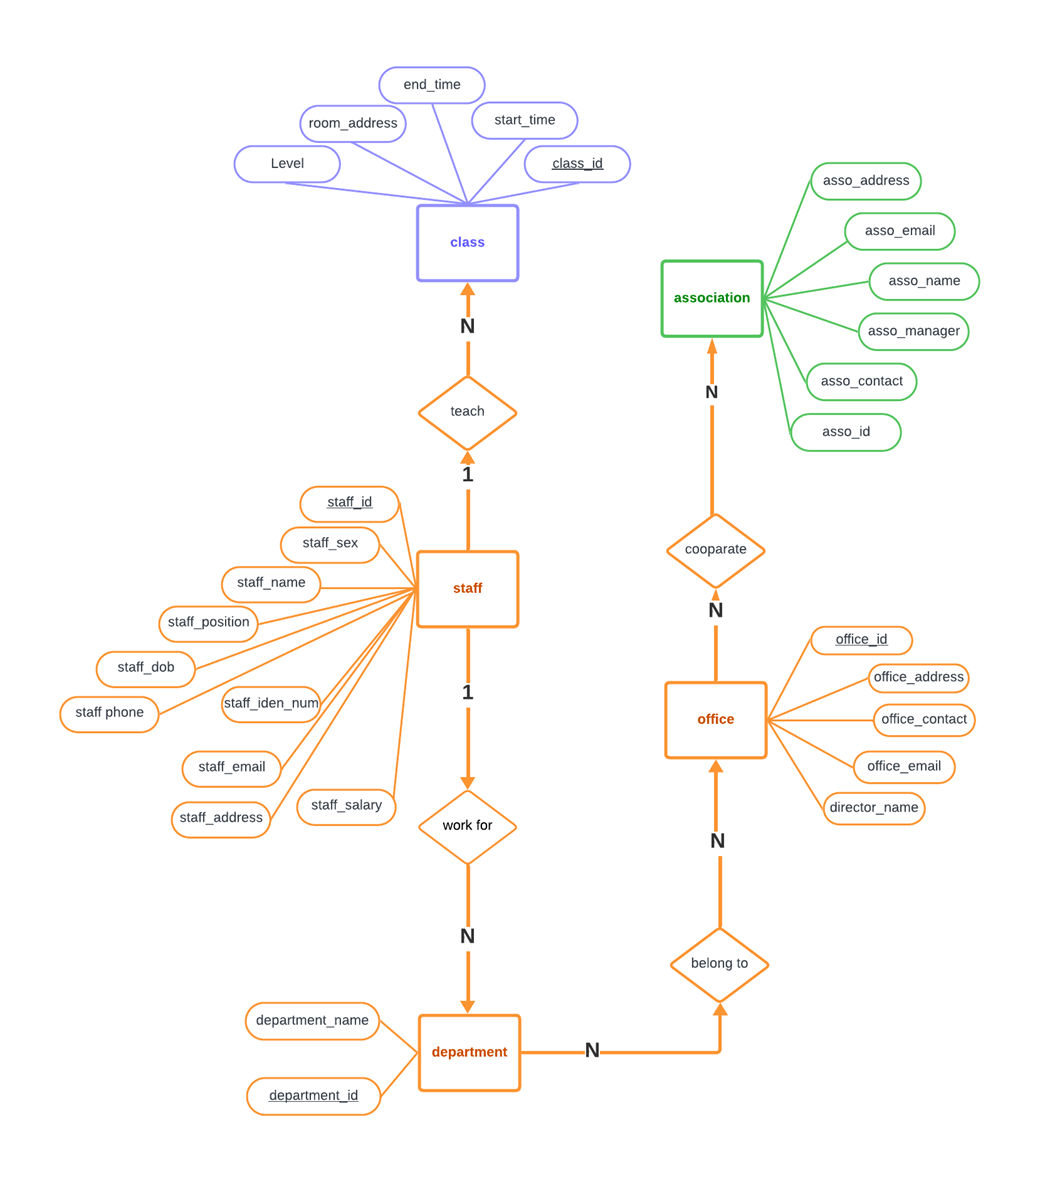 end_time
room_address
start_time
Level
class_id
class
N
teach
1
staff_id
staff_sex
staff_name
staff_position
staff_dob
staff phone
staff_iden_num
staff_email
staff_address
staff_salary
staff
1
work for
N
department_name
department_id
department
N
belong to
N
office
office_id
office_address
office_contact
office_email
director_name
N
cooparate
N
association
asso_address
asso_email
asso_name
asso_manager
asso_contact
asso_id